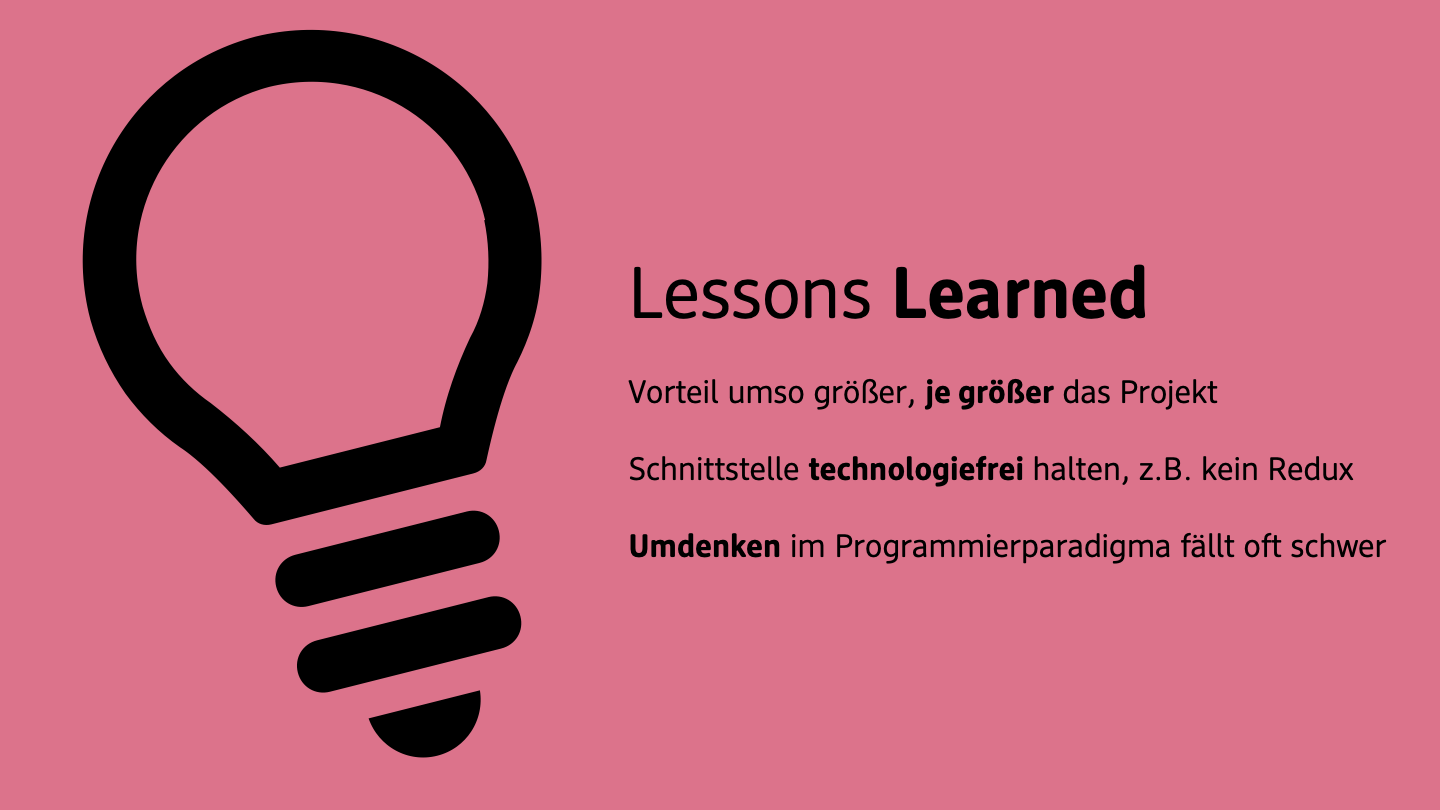 Lessons Learned
Vorteil umso größer, je größer das Projekt
Schnittstelle technologiefrei halten, z.B. kein Redux
Umdenken im Programmierparadigma fällt oft schwer